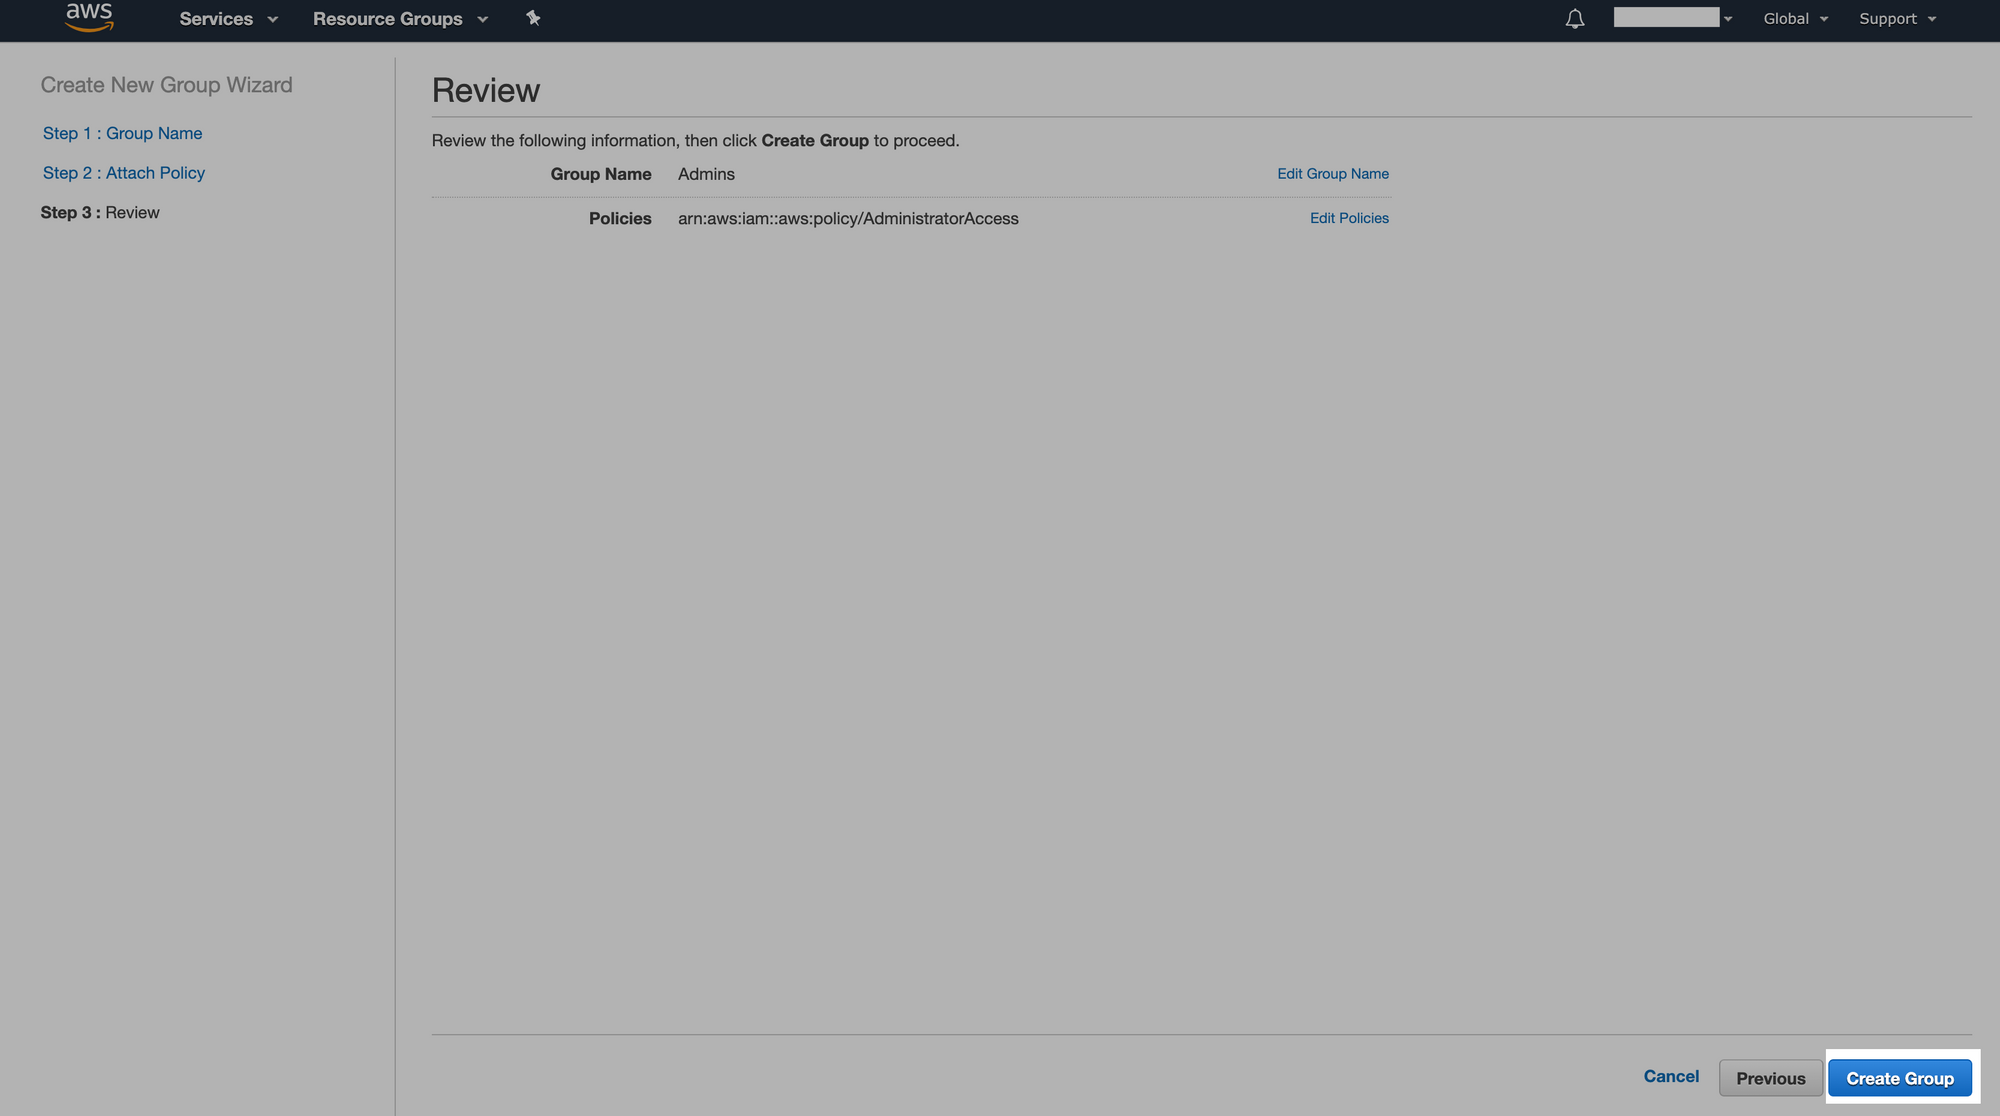 aws Services Resource Groups Global Support
Create New Group Wizard
Step 1 : Group Name
Step 2 : Attach Policy
Step 3 : Review
Review
Review the following information, then click Create Group to proceed.
Group Name Admins Edit Group Name
Policies arn:aws:iam::aws:policy/AdministratorAccess Edit Policies
Cancel Previous Create Group